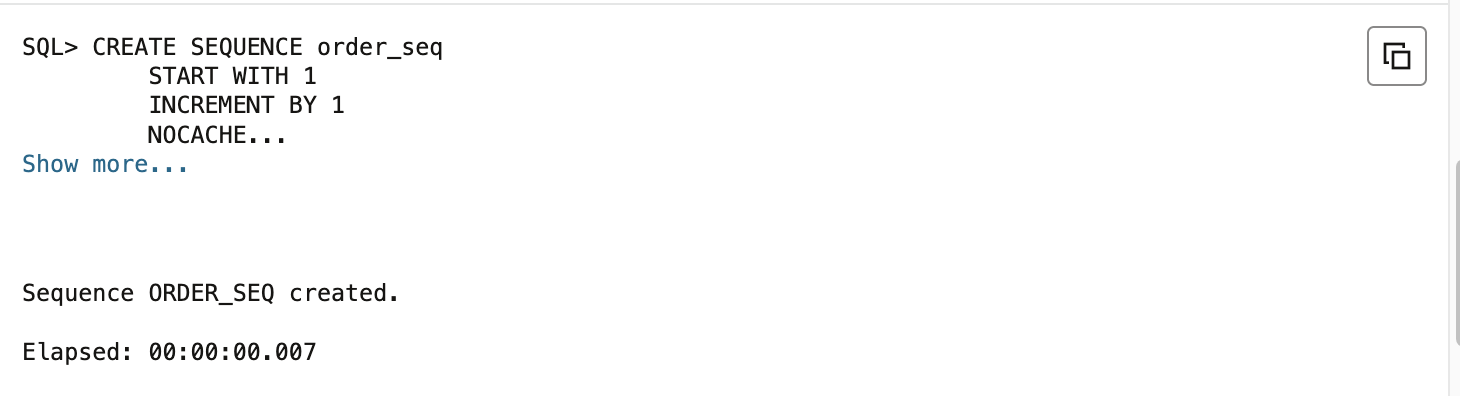 SQL> CREATE SEQUENCE order_seq
START WITH 1
INCREMENT BY 1
NOCACHE...
Show more...
Sequence ORDER_SEQ created.
Elapsed: 00:00:00.007